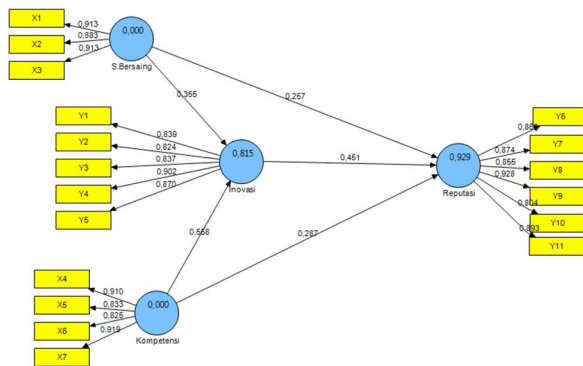 X1
0,913
0,000
X2
0,883
0,913
X3
S.Bersaing
0,355
0,257
Y1
0,839
Y2
0,824
Y3
0,837
0,815
Y4
0,902
Inovasi
Y5
0,870
0,451
0,929
Reputasi
Y6
Y7
0,874
Y8
0,855
0,928
Y9
0,804
Y10
0,893
Y11
0,558
0,287
X4
0,910
X5
0,833
0,000
X6
0,825
0,919
Kompetensi
X7